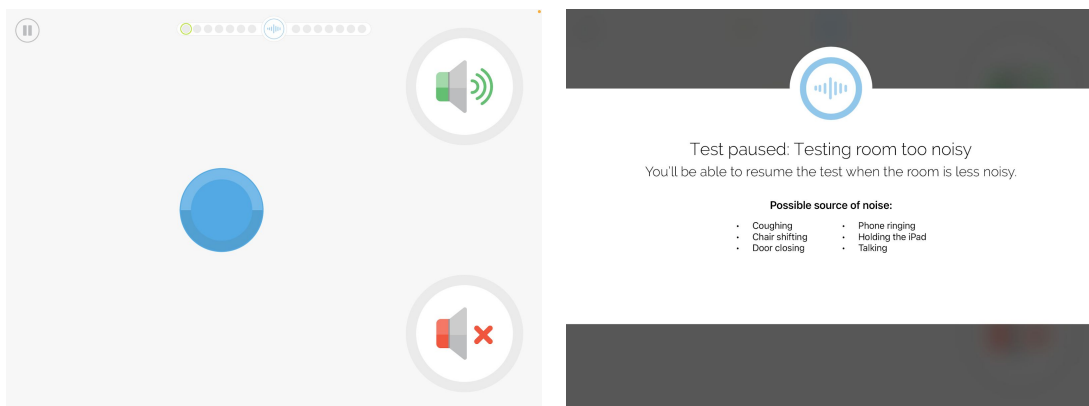 Test paused: Testing room too noisy
You'll be able to resume the test when the room is less noisy.
Possible source of noise:
• Coughing
• Chair shifting
• Door closing
• Phone ringing
• Holding the iPad
• Talking